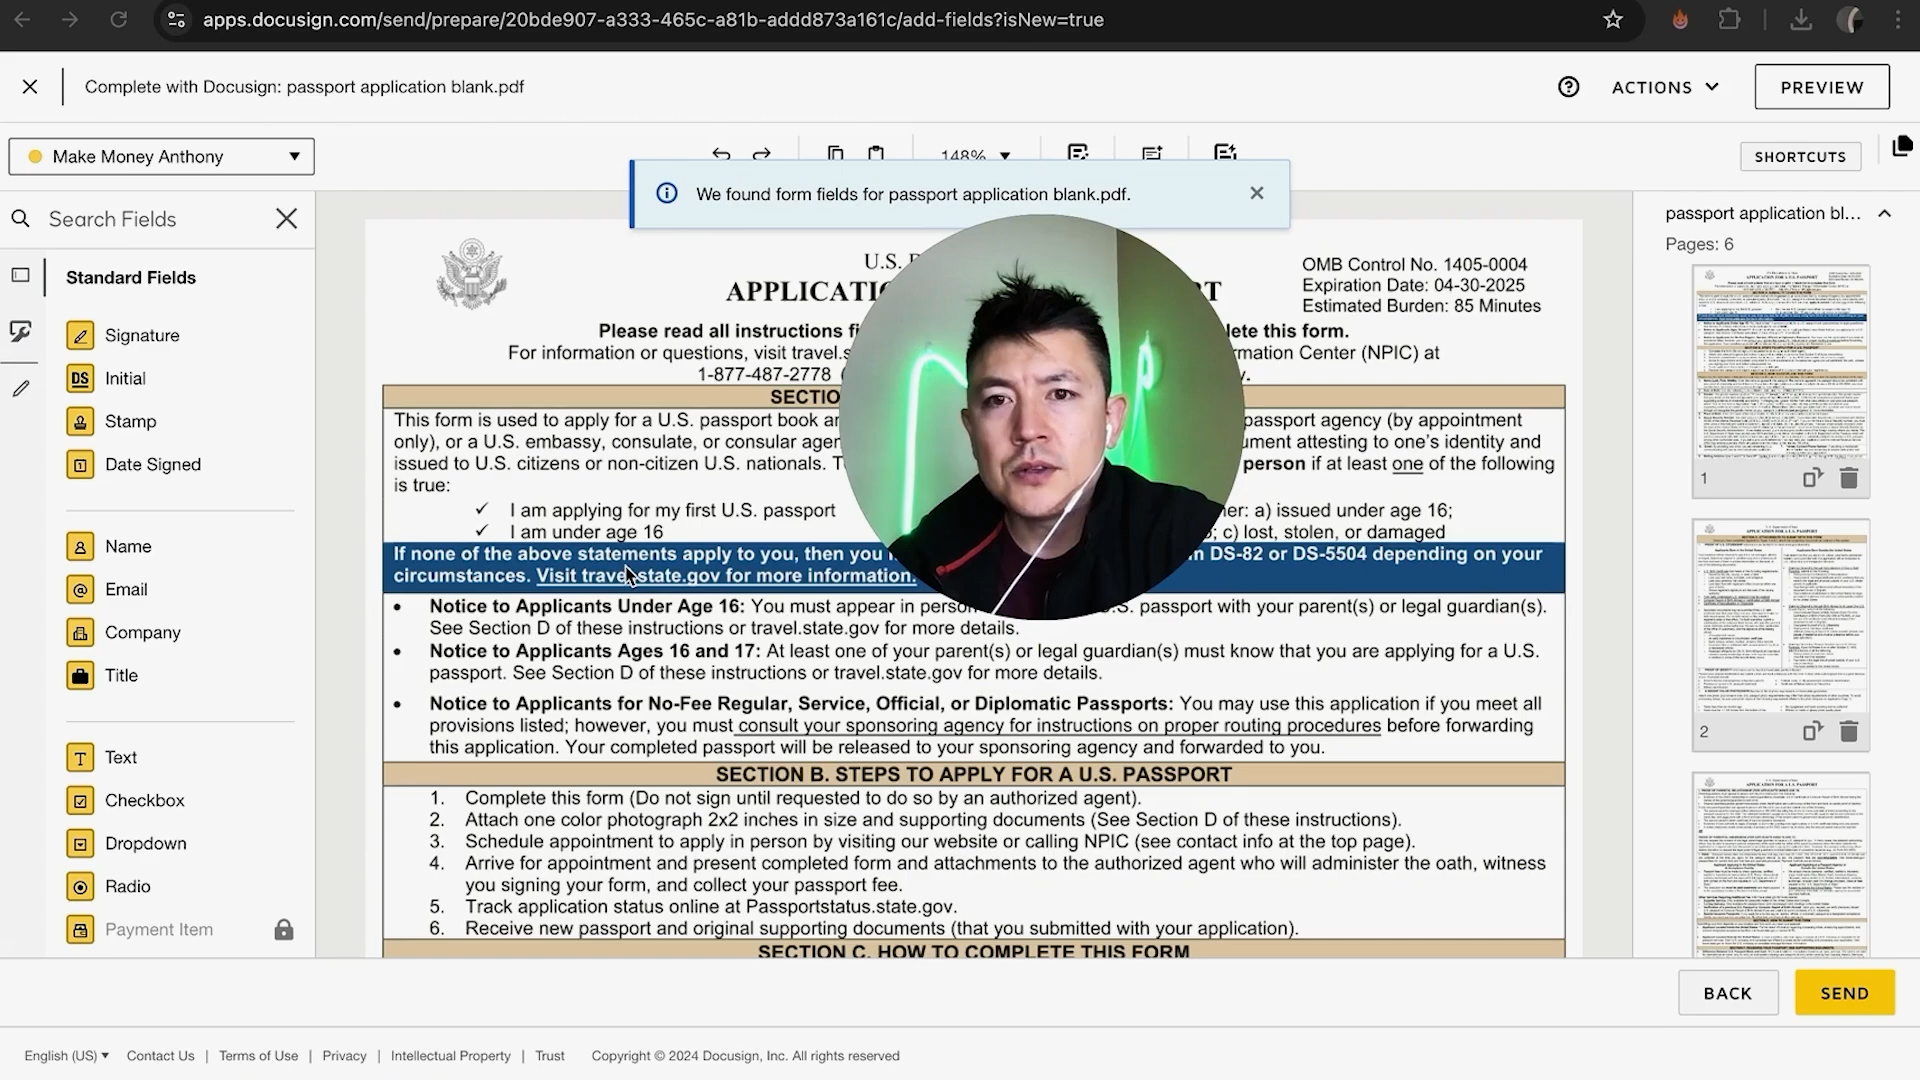 apps.docusign.com/send/prepare/20bde907-a333-465c-a81b-addd873a161c/add-fields?isNew=true
Complete with Docusign: passport application blank.pdf
ACTIONS
PREVIEW
Make Money Anthony
148%
SHORTCUTS
We found form fields for passport application blank.pdf.
Search Fields
Standard Fields
Signature
DS Initial
Stamp
Date Signed
Name
Email
Company
Title
Text
Checkbox
Dropdown
Radio
Payment Item
U.S.
OMB Control No. 1405-0004
Expiration Date: 04-30-2025
Estimated Burden: 85 Minutes
Please read all instructions
this form.
For information or questions, visit
Center (NPIC) at
1-877-487-2778
This form is used to apply for a U.S. passport book
passport agency (by appointment
only), or a U.S. embassy, consulate, or consular
attesting to one's identity and
issued to U.S. citizens or non-citizen U.S. nationals.
person if at least one of the following
is true:
✓ I am applying for my first U.S. passport
a) issued under age 16;
✓ I am under age 16
c) lost, stolen, or damaged
If none of the above statements apply to you, then you
DS-82 or DS-5504 depending on your
circumstances. Visit travel.state.gov for more information.
• Notice to Applicants Under Age 16: You must appear in person
U.S. passport with your parent(s) or legal guardian(s).
See Section D of these instructions or travel.state.gov for more details.
• Notice to Applicants Ages 16 and 17: At least one of your parent(s) or legal guardian(s) must know that you are applying for a U.S.
passport. See Section D of these instructions or travel.state.gov for more details.
• Notice to Applicants for No-Fee Regular, Service, Official, or Diplomatic Passports: You may use this application if you meet all
provisions listed; however, you must consult your sponsoring agency for instructions on proper routing procedures before forwarding
this application. Your completed passport will be released to your sponsoring agency and forwarded to you.
SECTION B. STEPS TO APPLY FOR A U.S. PASSPORT
1. Complete this form (Do not sign until requested to do so by an authorized agent).
2. Attach one color photograph 2x2 inches in size and supporting documents (See Section D of these instructions).
3. Schedule appointment to apply in person by visiting our website or calling NPIC (see contact info at the top page).
4. Arrive for appointment and present completed form and attachments to the authorized agent who will administer the oath, witness
you signing your form, and collect your passport fee.
5. Track application status online at Passportstatus.state.gov.
6. Receive new passport and original supporting documents (that you submitted with your application).
SECTION C. HOW TO COMPLETE THIS FORM
passport application bl...
Pages: 6
1
2
BACK
SEND
English (US)
Contact Us | Terms of Use | Privacy | Intellectual Property | Trust
Copyright © 2024 Docusign, Inc. All rights reserved